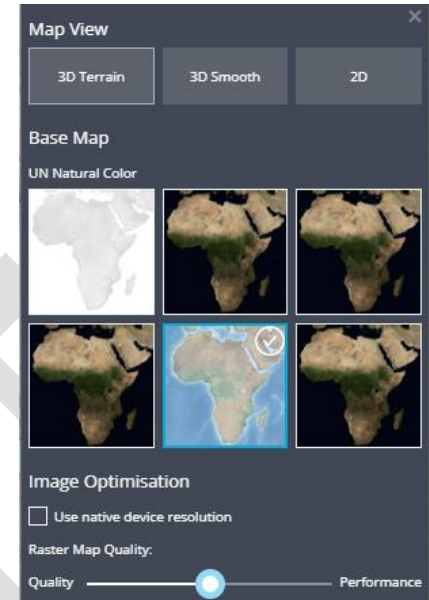 Map View
3D Terrain 3D Smooth 2D
Base Map
UN Natural Color
Image Optimisation
Use native device resolution
Raster Map Quality:
Quality Performance